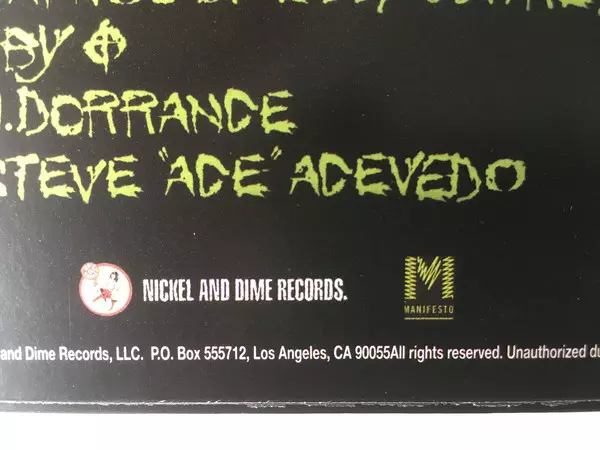 AY
.DORRANCE
STEVE "ACE" ACEVEDO
NICKEL AND DIME RECORDS.
MANIFESTO
and Dime Records, LLC. P.O. Box 555712, Los Angeles, CA 90055All rights reserved. Unauthorized du